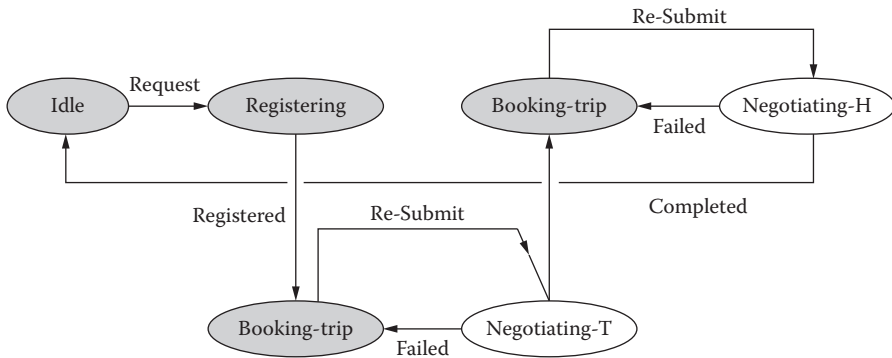 Re-Submit
Request
Idle
Registering
Booking-trip
Negotiating-H
Failed
Registered
Completed
Re-Submit
Booking-trip
Negotiating-T
Failed